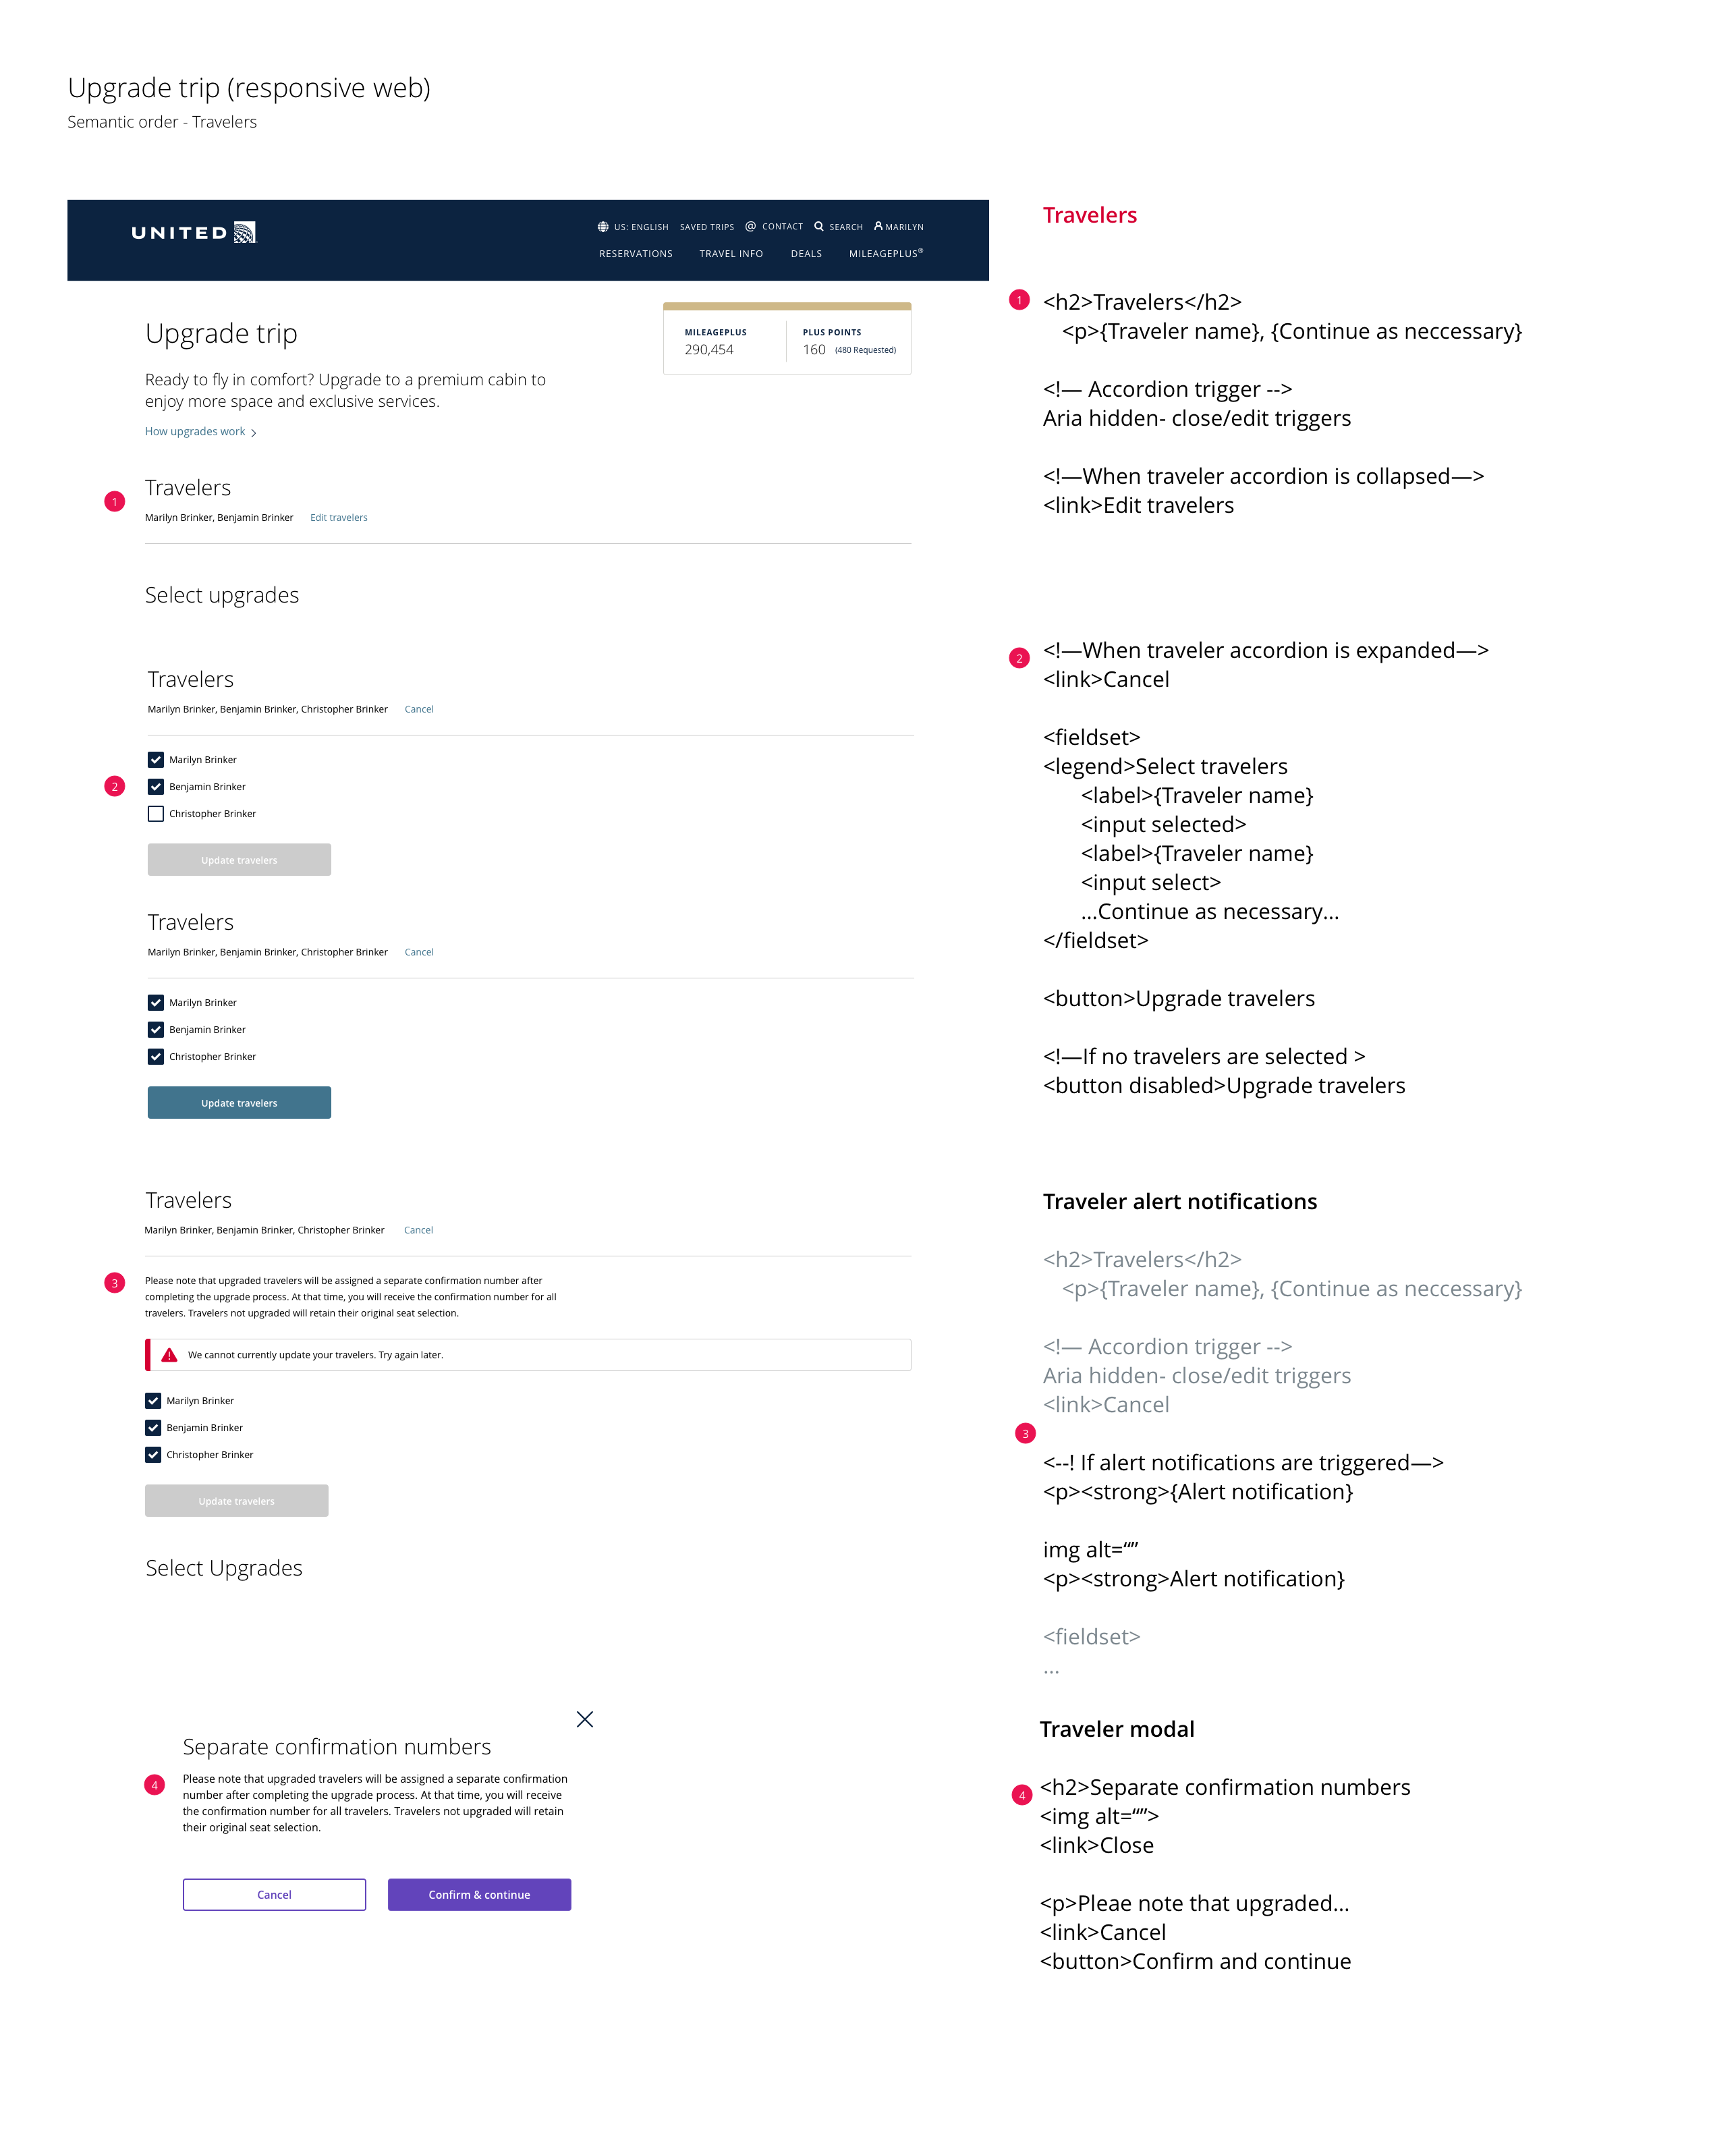 Upgrade trip (responsive web)
Semantic order - Travelers
UNITED
US: ENGLISH SAVED TRIPS @ CONTACT SEARCH MARILYN
RESERVATIONS TRAVEL INFO DEALS MILEAGEPLUS®
Upgrade trip
MILEAGEPLUS
290,454
PLUS POINTS
160 (480 Requested)
Ready to fly in comfort? Upgrade to a premium cabin to
enjoy more space and exclusive services.
How upgrades work >
1
Travelers
Marilyn Brinker, Benjamin Brinker Edit travelers
Select upgrades
Travelers
Marilyn Brinker, Benjamin Brinker, Christopher Brinker Cancel
Marilyn Brinker
2
Benjamin Brinker
Christopher Brinker
Update travelers
Travelers
Marilyn Brinker, Benjamin Brinker, Christopher Brinker Cancel
Marilyn Brinker
Benjamin Brinker
Christopher Brinker
Update travelers
Travelers
Marilyn Brinker, Benjamin Brinker, Christopher Brinker Cancel
3
Please note that upgraded travelers will be assigned a separate confirmation number after
completing the upgrade process. At that time, you will receive the confirmation number for all
travelers. Travelers not upgraded will retain their original seat selection.
! We cannot currently update your travelers. Try again later.
Marilyn Brinker
Benjamin Brinker
Christopher Brinker
Update travelers
Select Upgrades
Separate confirmation numbers
4
Please note that upgraded travelers will be assigned a separate confirmation
number after completing the upgrade process. At that time, you will receive
the confirmation number for all travelers. Travelers not upgraded will retain
their original seat selection.
Cancel
Confirm & continue
Travelers
1
<h2>Travelers</h2>
<p>{Traveler name}, {Continue as neccessary}
<!— Accordion trigger -->
Aria hidden- close/edit triggers
<!—When traveler accordion is collapsed—>
<link>Edit travelers
2
<!—When traveler accordion is expanded—>
<link>Cancel
<fieldset>
<legend>Select travelers
<label>{Traveler name}
<input selected>
<label>{Traveler name}
<input select>
...Continue as necessary...
</fieldset>
<button>Upgrade travelers
<!—If no travelers are selected >
<button disabled>Upgrade travelers
Traveler alert notifications
<h2>Travelers</h2>
<p>{Traveler name}, {Continue as neccessary}
<!— Accordion trigger -->
Aria hidden- close/edit triggers
<link>Cancel
3
<--! If alert notifications are triggered—>
<p><strong>{Alert notification}
img alt=“”
<p><strong>Alert notification}
<fieldset>
...
Traveler modal
4
<h2>Separate confirmation numbers
<img alt=“”>
<link>Close
<p>Pleae note that upgraded...
<link>Cancel
<button>Confirm and continue